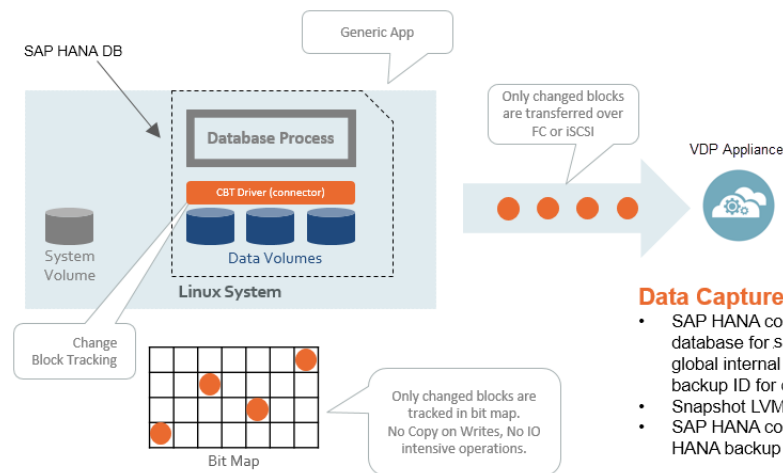 Generic App
SAP HANA DB
Database Process
CBT Driver (connector)
Data Volumes
System
Volume
Linux System
Only changed blocks
are transferred over
FC or iSCSI
VDP Appliance
Change
Block Tracking
Bit Map
Only changed blocks are
tracked in bit map.
No Copy on Writes, No IO
intensive operations.
Data Capture
• SAP HANA co
database for s
global internal
backup ID for
• Snapshot LVM
• SAP HANA co
HANA backup